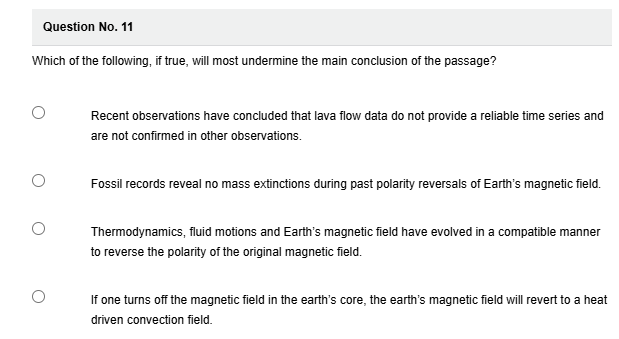 Question No. 11
Which of the following, if true, will most undermine the main conclusion of the passage?
Recent observations have concluded that lava flow data do not provide a reliable time series and
are not confirmed in other observations.
Fossil records reveal no mass extinctions during past polarity reversals of Earth's magnetic field.
Thermodynamics, fluid motions and Earth's magnetic field have evolved in a compatible manner
to reverse the polarity of the original magnetic field.
If one turns off the magnetic field in the earth's core, the earth's magnetic field will revert to a heat
driven convection field.